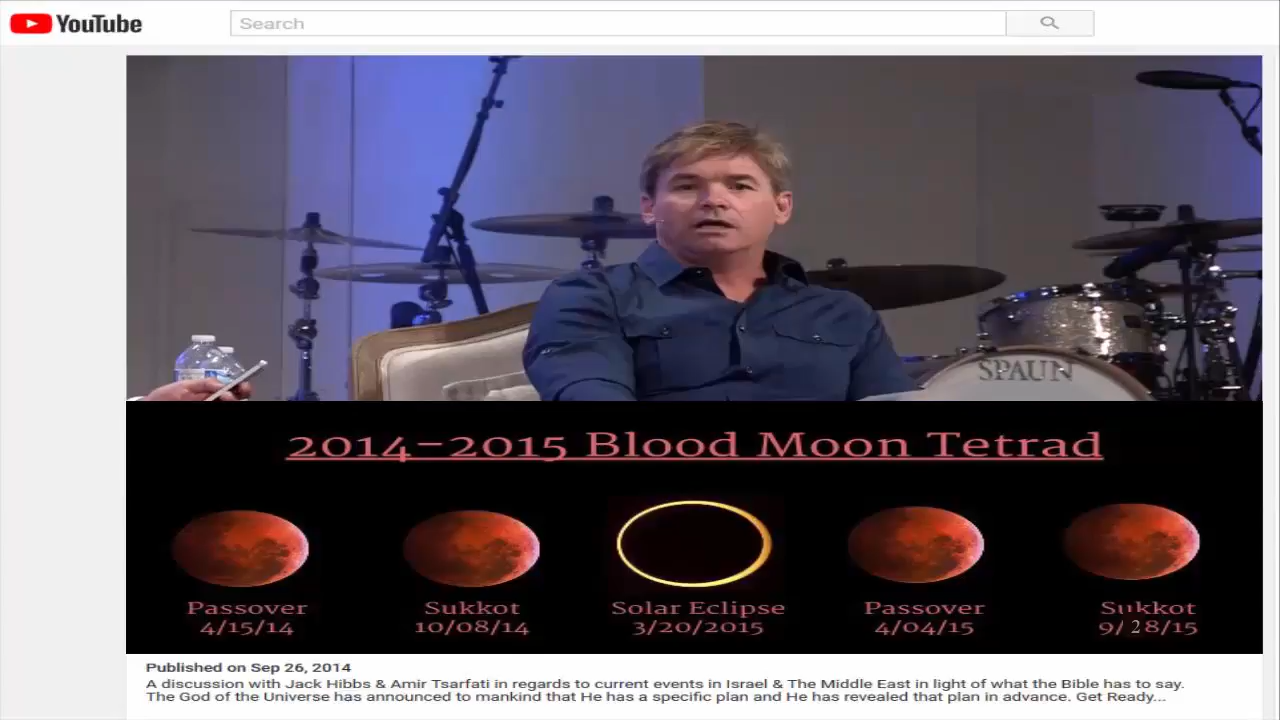 YouTube
Search
SPAUN
2014-2015 Blood Moon Tetrad
Passover
4/15/14
Sukkot
10/08/14
Solar Eclipse
3/20/2015
Passover
4/04/15
Sukkot
9/28/15
Published on Sep 26, 2014
A discussion with Jack Hibbs & Amir Tsarfati in regards to current events in Israel & The Middle East in light of what the Bible has to say.
The God of the Universe has announced to mankind that He has a specific plan and He has revealed that plan in advance. Get Ready...